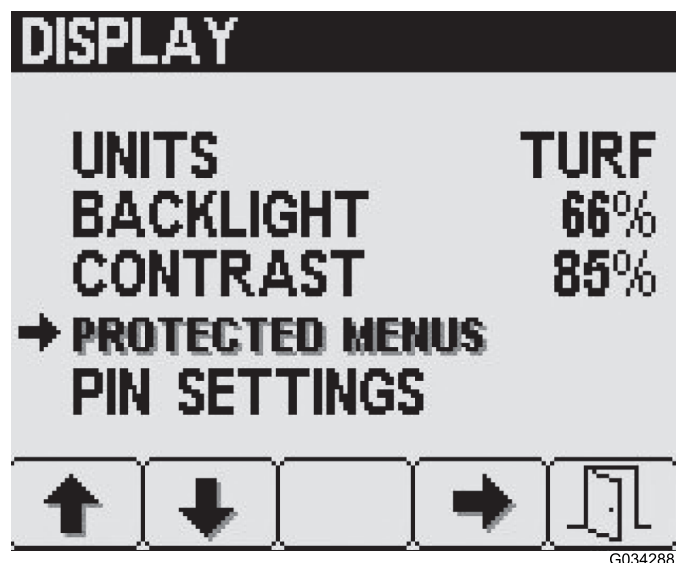 DISPLAY
UNITS TURF
BACKLIGHT 66%
CONTRAST 85%
PROTECTED MENUS
PIN SETTINGS
G034288